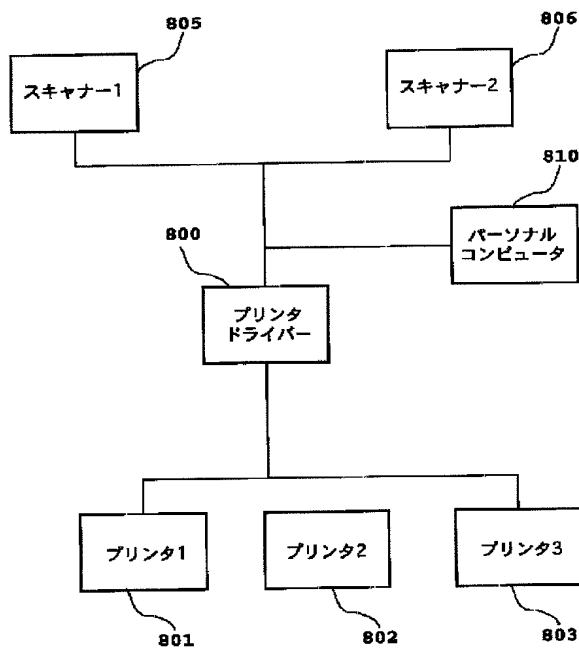 805
806
スキャナー1
スキャナー2
810
800
パーソナル
コンピュータ
プリンタ
ドライバー
プリンタ1
プリンタ2
プリンタ3
801
802
803